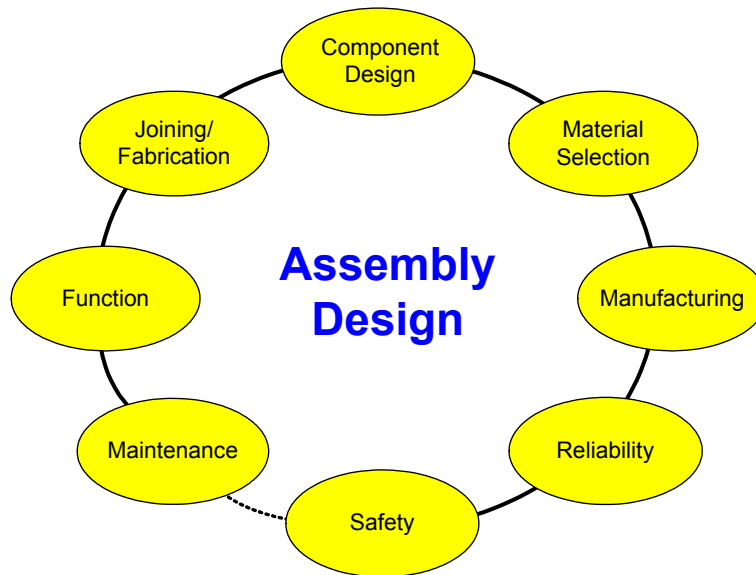 Component
Design
Joining/
Fabrication
Material
Selection
Assembly
Design
Function
Manufacturing
Maintenance
Reliability
Safety